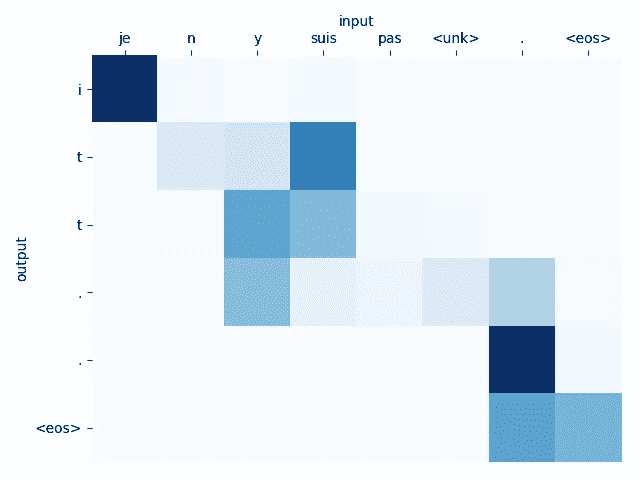 input
je n y suis pas <unk> . <eos>
i
t
t
output
.
.
<eos>